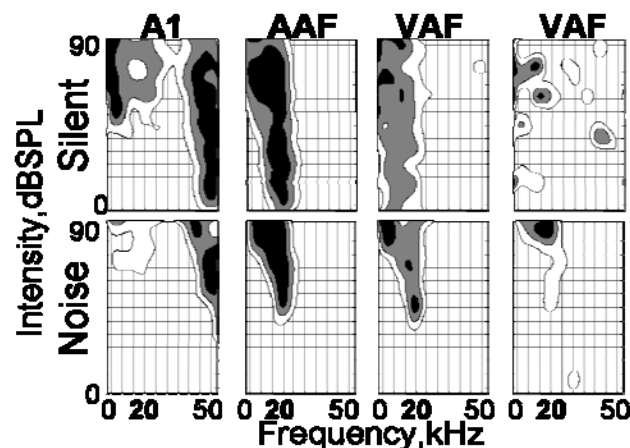 A1 AAF VAF VAF
Intensity,dBSPL
Silent
90
0
Noise
90
0
0 20 50 0 20 50 0 20 50 0 20 50
Frequency,kHz